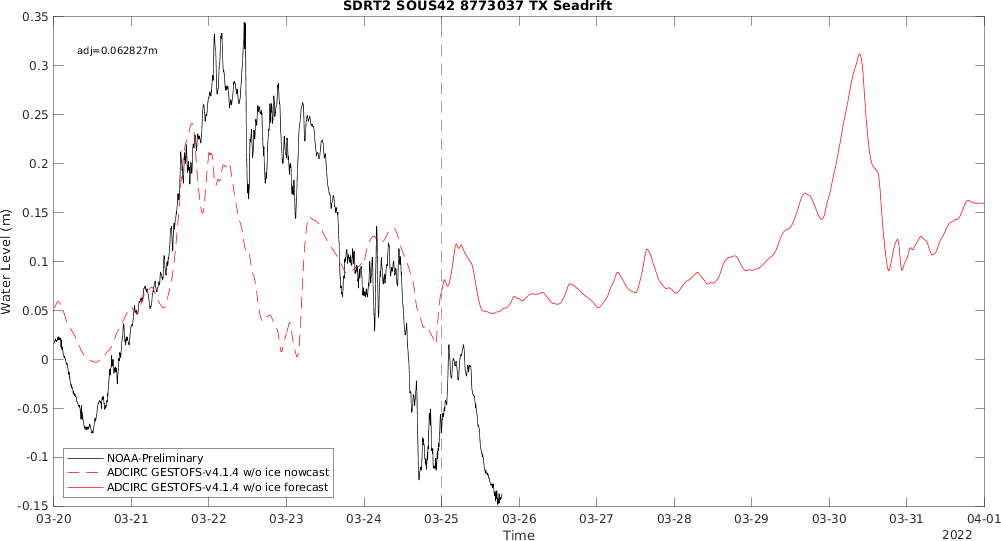 SDRT2 SOUS42 8773037 TX Seadrift
adj=0.062827m
Water Level (m)
0.35
0.3
0.25
0.2
0.15
0.1
0.05
0
-0.05
-0.1
-0.15
NOAA-Preliminary
ADCIRC GESTOFS-v4.1.4 w/o ice nowcast
ADCIRC GESTOFS-v4.1.4 w/o ice forecast
03-20 03-21 03-22 03-23 03-24 03-25 03-26 03-27 03-28 03-29 03-30 03-31 04-01
Time
2022